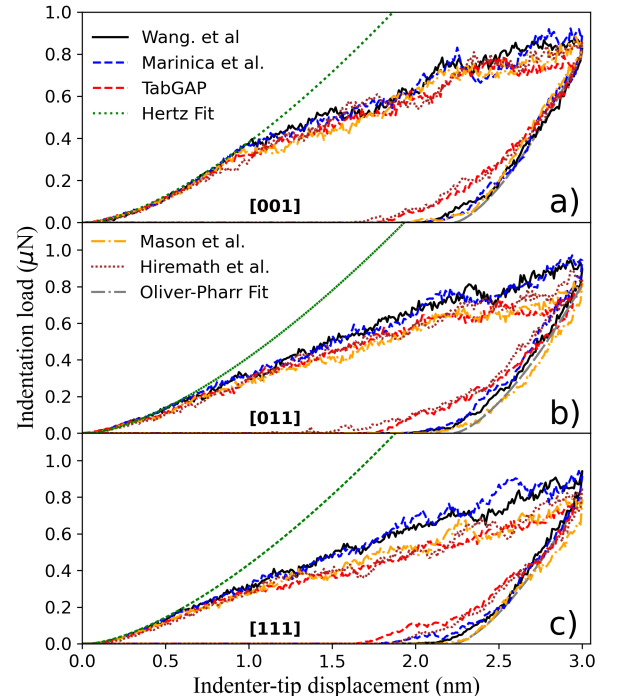 1.0
0.8
0.6
0.4
0.2
0.0
Wang. et al
Marinica et al.
TabGAP
Hertz Fit
[001]
a)
1.0
0.8
0.6
0.4
0.2
0.0
Mason et al.
Hiremath et al.
Oliver-Pharr Fit
[011]
b)
Indentation load (μN)
1.0
0.8
0.6
0.4
0.2
0.0
[111]
c)
0.0 0.5 1.0 1.5 2.0 2.5 3.0
Indenter-tip displacement (nm)